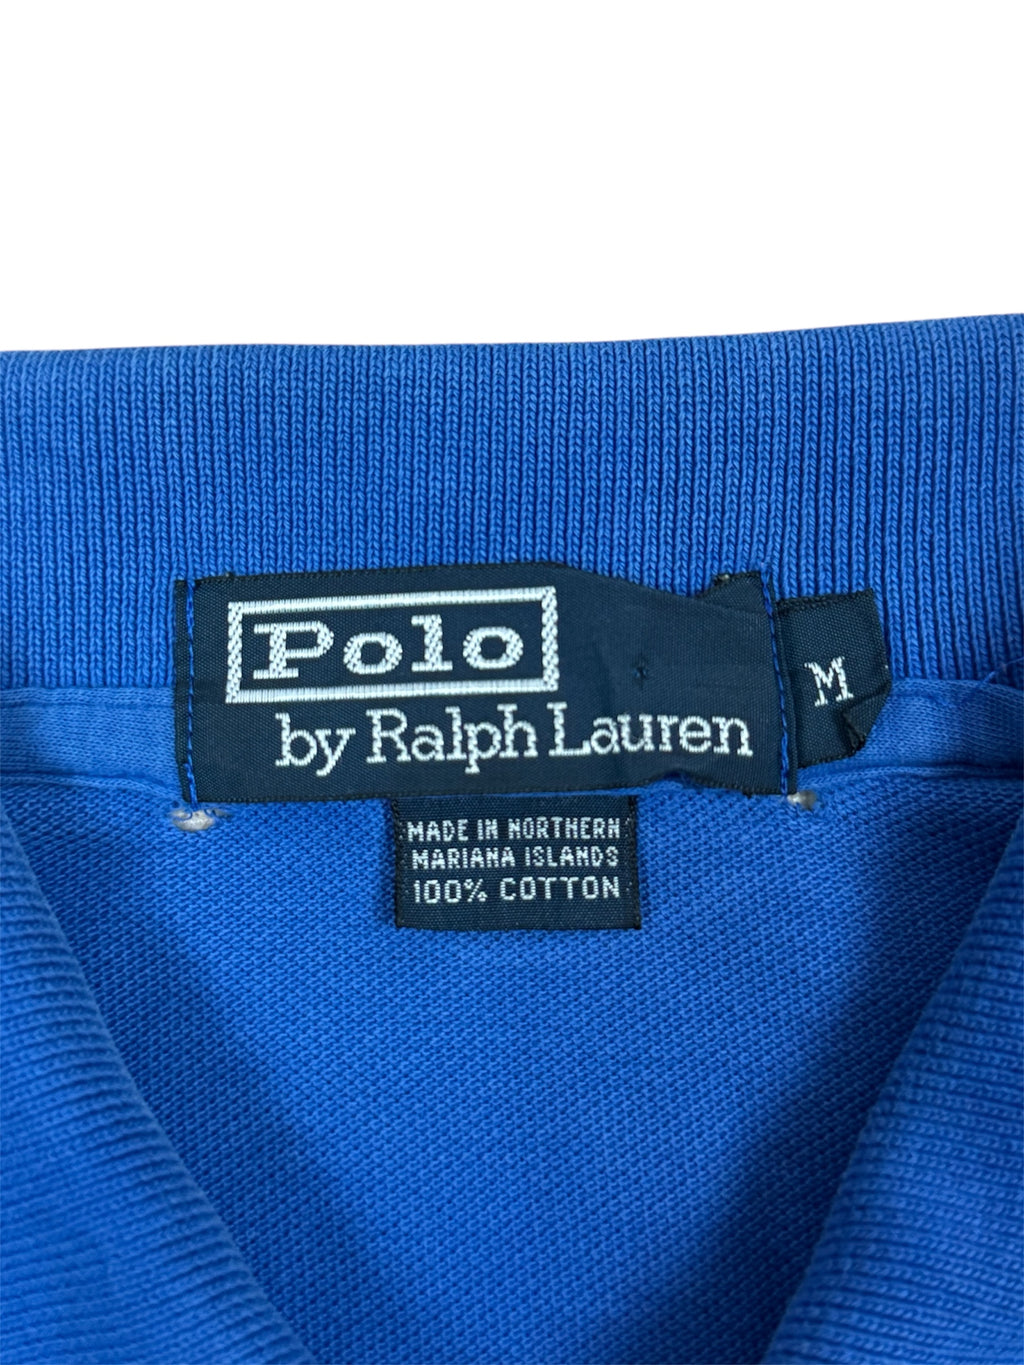 Polo
by Ralph Lauren
M
MADE IN NORTHERN
MARIANA ISLANDS
100% COTTON